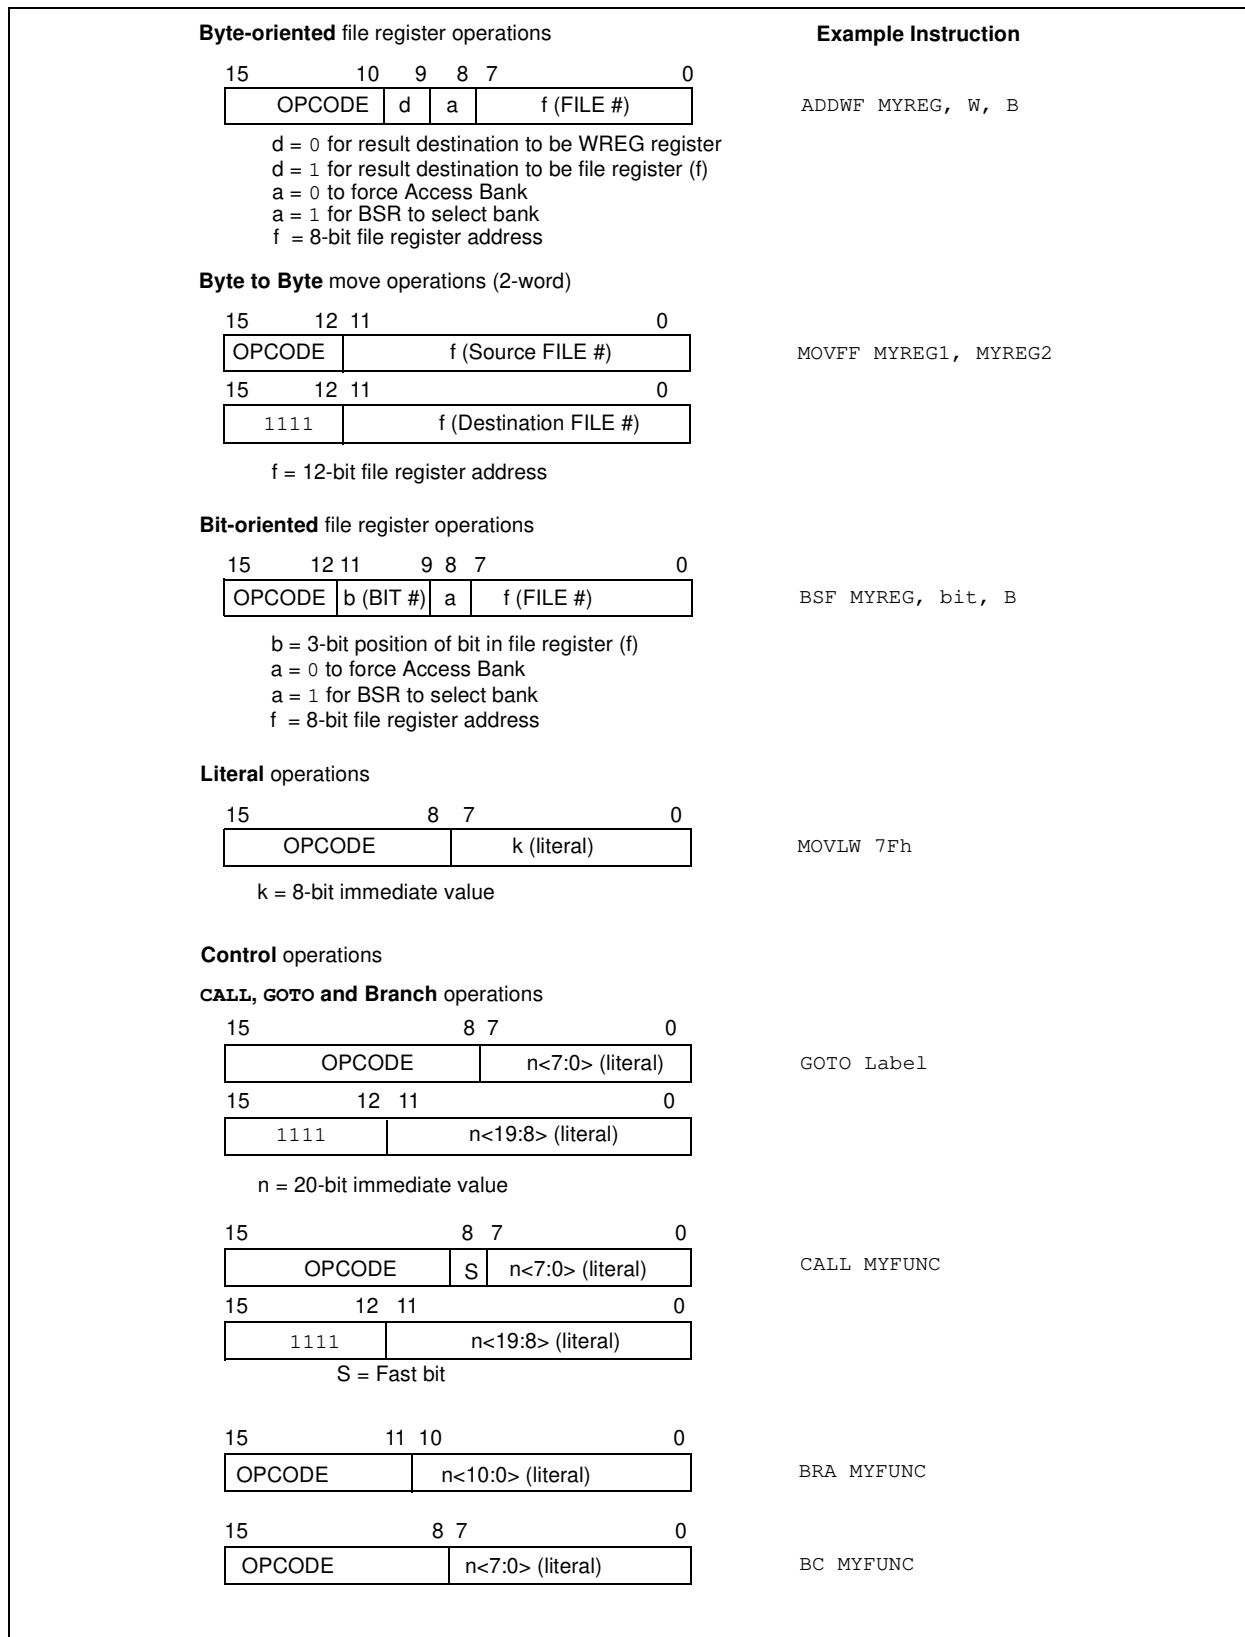 Byte-oriented file register operations
Example Instruction
15 10 9 8 7 0
OPCODE d a f (FILE #)
ADDWF MYREG, W, B
d = 0 for result destination to be WREG register
d = 1 for result destination to be file register (f)
a = 0 to force Access Bank
a = 1 for BSR to select bank
f = 8-bit file register address
Byte to Byte move operations (2-word)
15 12 11 0
OPCODE f (Source FILE #)
MOVFF MYREG1, MYREG2
15 12 11 0
1111 f (Destination FILE #)
f = 12-bit file register address
Bit-oriented file register operations
15 12 11 9 8 7 0
OPCODE b (BIT #) a f (FILE #)
BSF MYREG, bit, B
b = 3-bit position of bit in file register (f)
a = 0 to force Access Bank
a = 1 for BSR to select bank
f = 8-bit file register address
Literal operations
15 8 7 0
OPCODE k (literal)
MOVLW 7Fh
k = 8-bit immediate value
Control operations
CALL, GOTO and Branch operations
15 8 7 0
OPCODE n<7:0> (literal)
GOTO Label
15 12 11 0
1111 n<19:8> (literal)
n = 20-bit immediate value
15 8 7 0
OPCODE S n<7:0> (literal)
CALL MYFUNC
15 12 11 0
1111 n<19:8> (literal)
S = Fast bit
15 11 10 0
OPCODE n<10:0> (literal)
BRA MYFUNC
15 8 7 0
OPCODE n<7:0> (literal)
BC MYFUNC